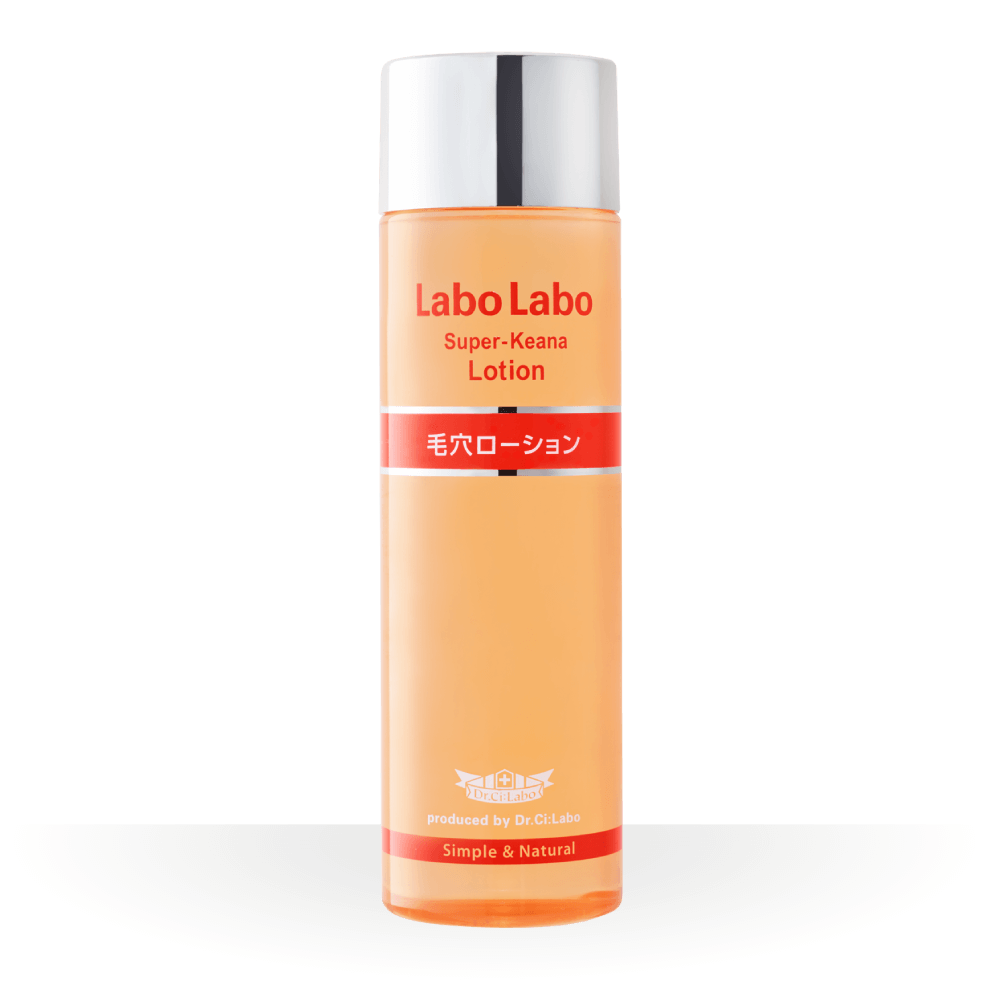 Labo Labo
Super-Keana
Lotion
毛穴ローション
Dr.Ci:Labo
produced by Dr.Ci:Labo
Simple & Natural